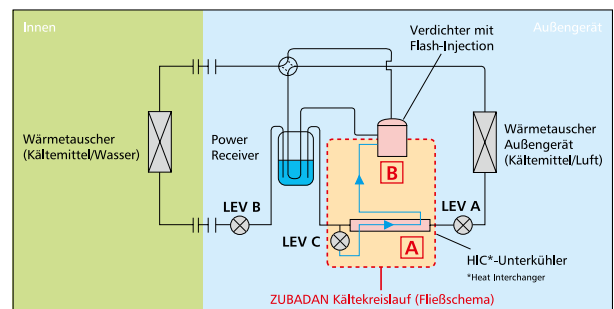 Innen
Außengerät
Verdichter mit
Flash-Injection
Wärmetauscher
(Kältemittel/Wasser)
Power
Receiver
Wärmetauscher
Außengerät
(Kältemittel/Luft)
B
LEV B
LEV A
LEV C
A
HIC*-Unterkühler
*Heat Interchanger
ZUBADAN Kältekreislauf (Fließschema)